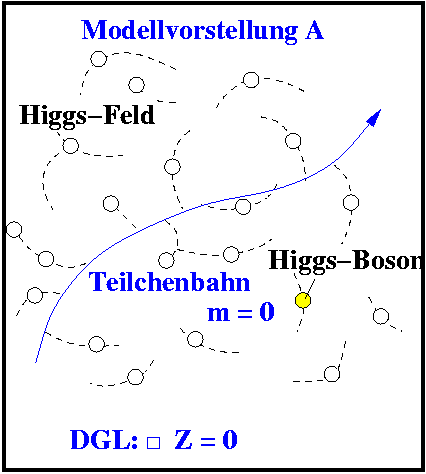 Modellvorstellung A
Higgs–Feld
Higgs–Boson
Teilchenbahn
m = 0
DGL: □ Z = 0